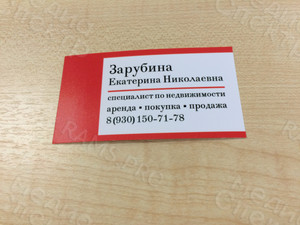 Зарубина
Екатерина Николаевна
специалист по недвижимости
аренда • покупка • продажа
8 (930) 150-71-78